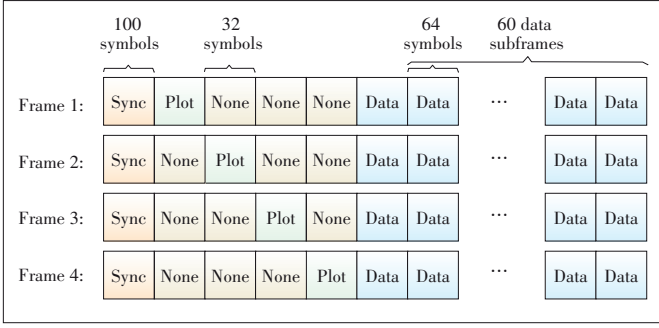 100 symbols 32 symbols 64 symbols 60 data subframes
Frame 1: Sync Plot None None None Data Data ··· Data Data
Frame 2: Sync None Plot None None Data Data ··· Data Data
Frame 3: Sync None None Plot None Data Data ··· Data Data
Frame 4: Sync None None None Plot Data Data ··· Data Data